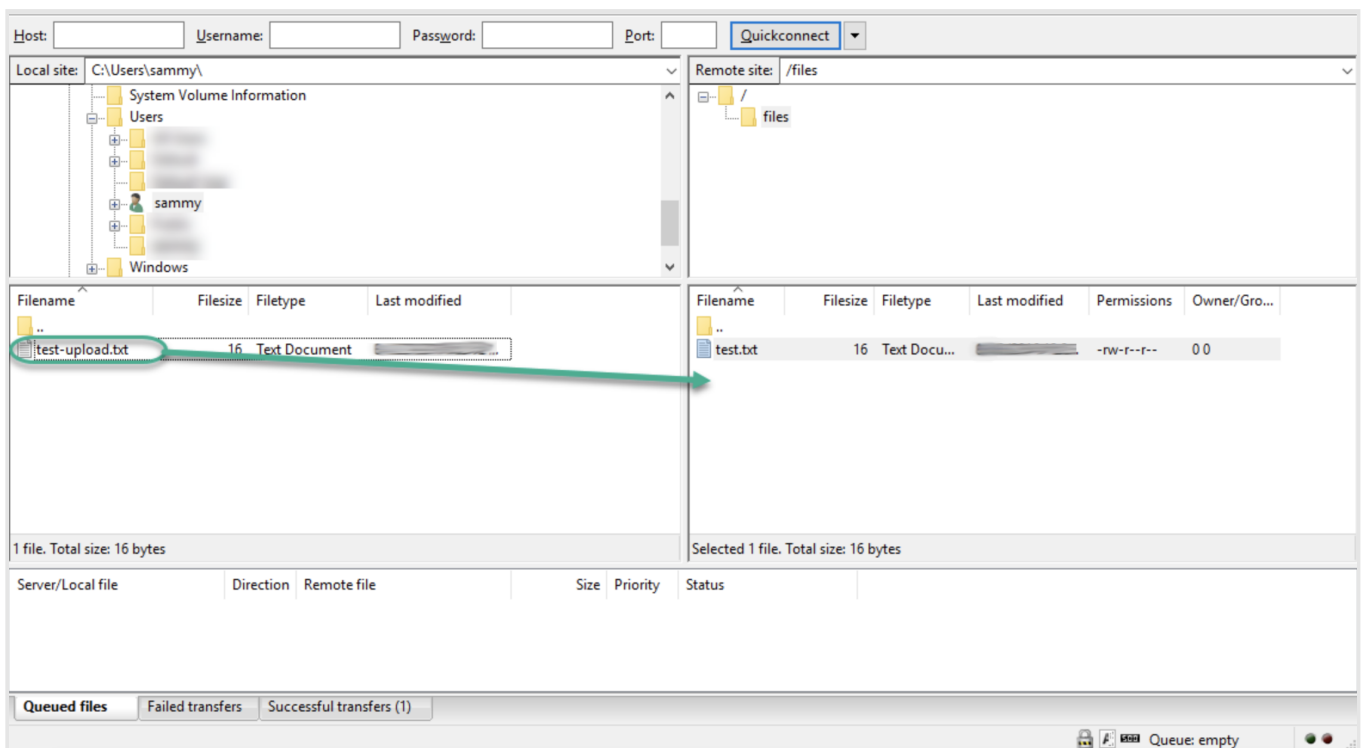 Host: Username: Password: Port: Quickconnect
Local site: C:\Users\sammy\
System Volume Information
Users
sammy
Windows
Remote site: /files
/
files
Filename Filesize Filetype Last modified
..
test-upload.txt 16 Text Document
1 file. Total size: 16 bytes
Filename Filesize Filetype Last modified Permissions Owner/Gro...
..
test.txt 16 Text Docu... -rw-r--r-- 0 0
Selected 1 file. Total size: 16 bytes
Server/Local file Direction Remote file Size Priority Status
Queued files Failed transfers Successful transfers (1)
Queue: empty